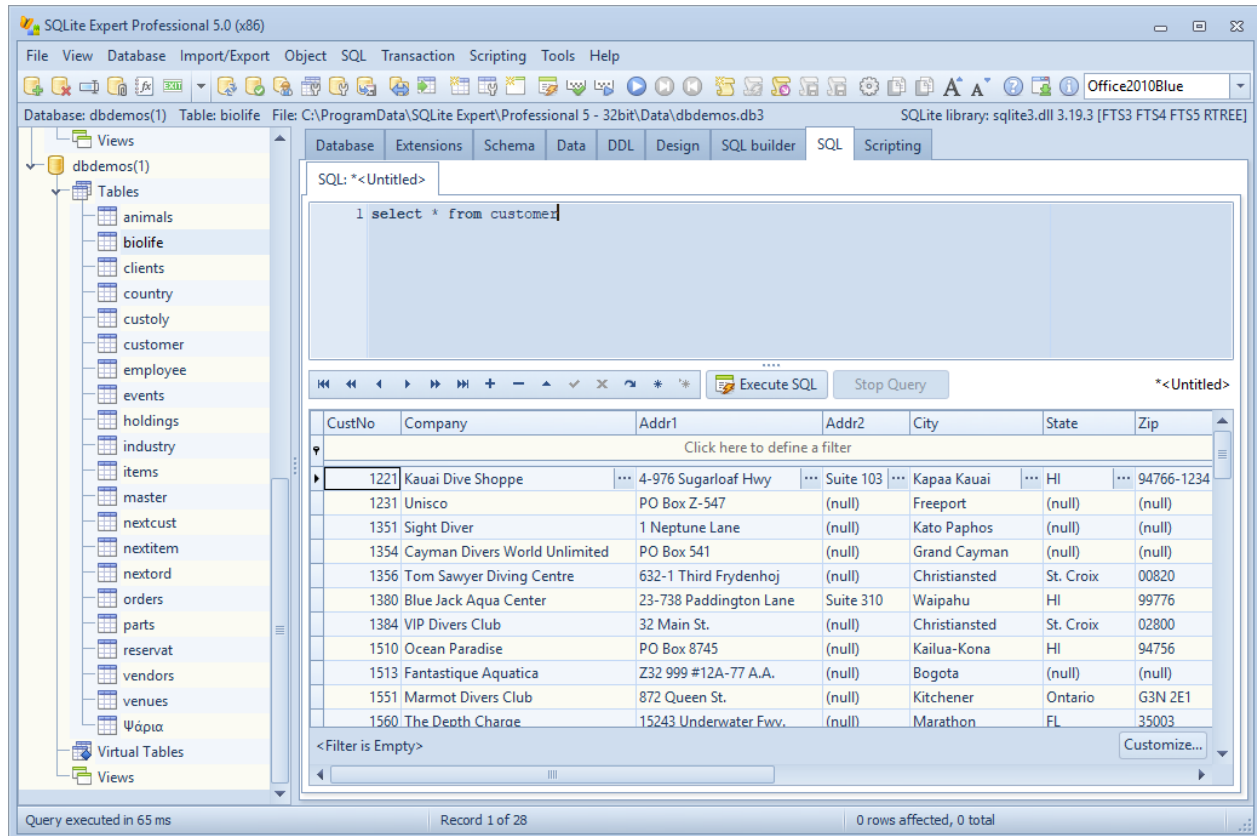 SQLite Expert Professional 5.0 (x86)
File View Database Import/Export Object SQL Transaction Scripting Tools Help
Office2010Blue
Database: dbdemos(1) Table: biolife File: C:\ProgramData\SQLite Expert\Professional 5 - 32bit\Data\dbdemos.db3 SQLite library: sqlite3.dll 3.19.3 [FTS3 FTS4 FTS5 RTREE]
Views
dbdemos(1)
Tables
animals
biolife
clients
country
custoly
customer
employee
events
holdings
industry
items
master
nextcust
nextitem
nextord
orders
parts
reservat
vendors
venues
Ψάρια
Virtual Tables
Views
Database Extensions Schema Data DDL Design SQL builder SQL Scripting
SQL: *<Untitled>
1 select * from customer
Execute SQL Stop Query *<Untitled>
CustNo Company Addr1 Addr2 City State Zip
Click here to define a filter
1221 Kauai Dive Shoppe ... 4-976 Sugarloaf Hwy ... Suite 103 ... Kapaa Kauai ... HI ... 94766-1234
1231 Unisco PO Box Z-547 (null) Freeport (null) (null)
1351 Sight Diver 1 Neptune Lane (null) Kato Paphos (null) (null)
1354 Cayman Divers World Unlimited PO Box 541 (null) Grand Cayman (null) (null)
1356 Tom Sawyer Diving Centre 632-1 Third Frydenhoj (null) Christiansted St. Croix 00820
1380 Blue Jack Aqua Center 23-738 Paddington Lane Suite 310 Waipahu HI 99776
1384 VIP Divers Club 32 Main St. (null) Christiansted St. Croix 02800
1510 Ocean Paradise PO Box 8745 (null) Kailua-Kona HI 94756
1513 Fantastique Aquatica Z32 999 #12A-77 A.A. (null) Bogota (null) (null)
1551 Marmot Divers Club 872 Queen St. (null) Kitchener Ontario G3N 2E1
1560 The Depth Charge 15243 Underwater Fwy. (null) Marathon FL 35003
<Filter is Empty> Customize...
Query executed in 65 ms Record 1 of 28 0 rows affected, 0 total